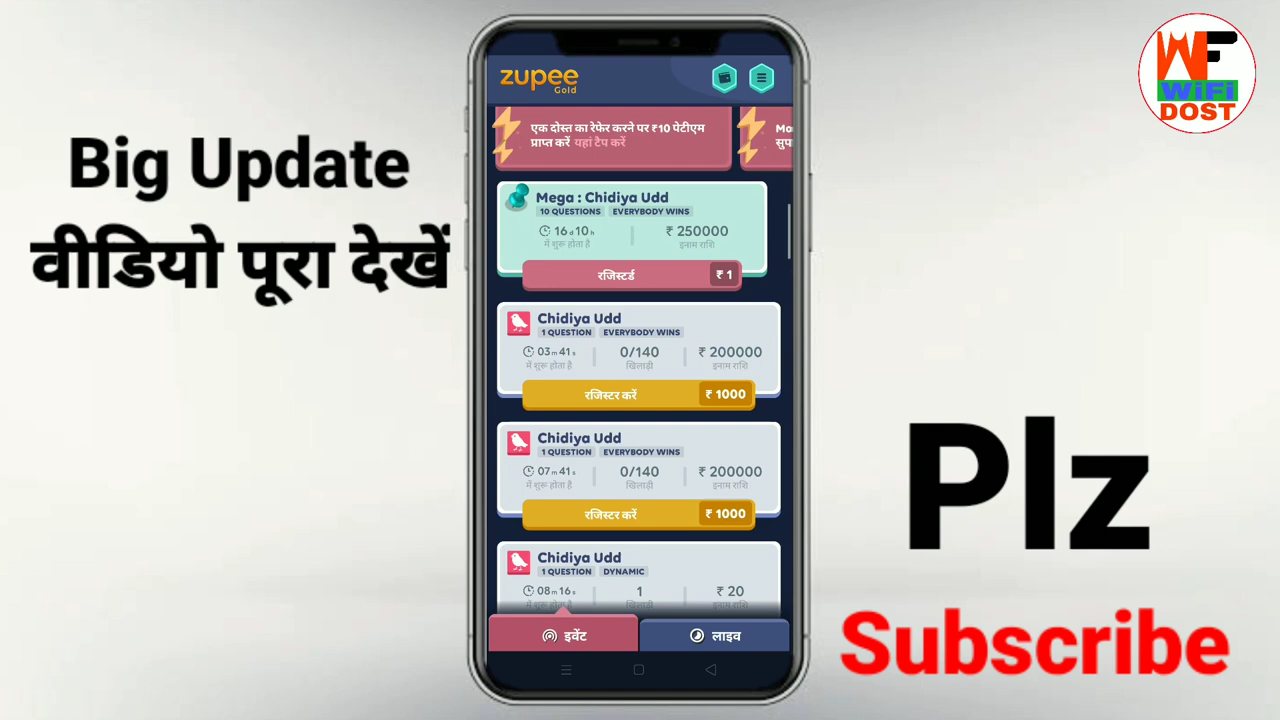 Big Update
वीडियो पूरा देखें
zupee
Gold
एक दोस्त का रेफेर करने पर ₹10 पेटीएम
प्राप्त करें यहां टैप करें
Mega : Chidiya Udd
10 QUESTIONS EVERYBODY WINS
16 d 10 h ₹ 250000
में शुरू होता है इनाम राशि
रजिस्टर्ड ₹ 1
Chidiya Udd
1 QUESTION EVERYBODY WINS
03 m 41 s 0/140 ₹ 200000
में शुरू होता है खिलाड़ी इनाम राशि
रजिस्टर करें ₹ 1000
Chidiya Udd
1 QUESTION EVERYBODY WINS
07 m 41 s 0/140 ₹ 200000
में शुरू होता है खिलाड़ी इनाम राशि
रजिस्टर करें ₹ 1000
Chidiya Udd
1 QUESTION DYNAMIC
08 m 16 s 1 ₹ 20
में शुरू होता है खिलाड़ी इनाम राशि
इवेंट लाइव
WF
WiFi
DOST
Plz
Subscribe